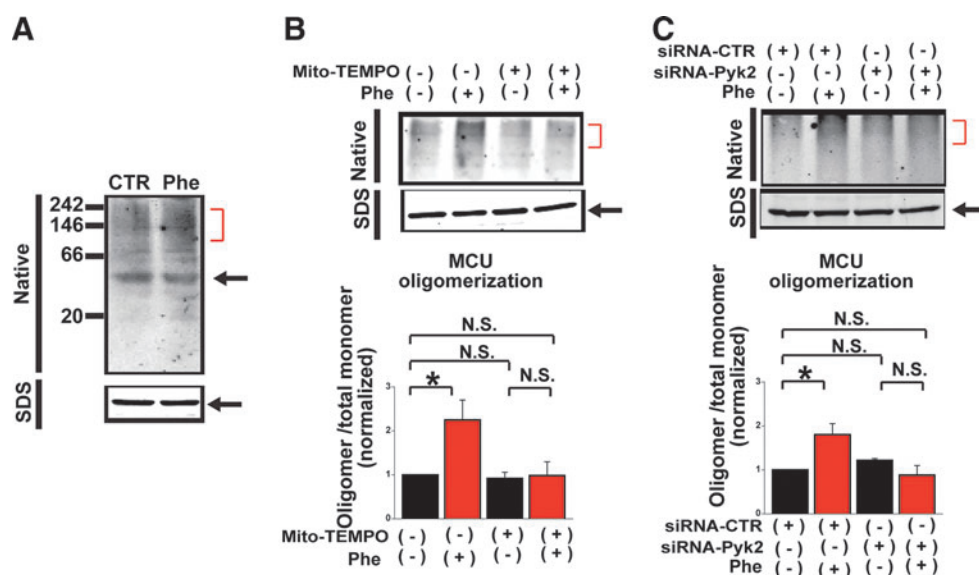 A
CTR Phe
242
146
66
20
Native
SDS
B
Mito-TEMPO (-) (-) (+) (+)
Phe (-) (+) (-) (+)
Native
SDS
MCU
oligomerization
Oligomer /total monomer
(normalized)
3
2
1
0
N.S.
N.S.
* N.S.
Mito-TEMPO (-) (-) (+) (+)
Phe (-) (+) (-) (+)
C
siRNA-CTR (+) (+) (-) (-)
siRNA-Pyk2 (-) (-) (+) (+)
Phe (-) (+) (-) (+)
Native
SDS
MCU
oligomerization
Oligomer /total monomer
(normalized)
3
2
1
0
N.S.
N.S.
* N.S.
siRNA-CTR (+) (+) (-) (-)
siRNA-Pyk2 (-) (-) (+) (+)
Phe (-) (+) (-) (+)